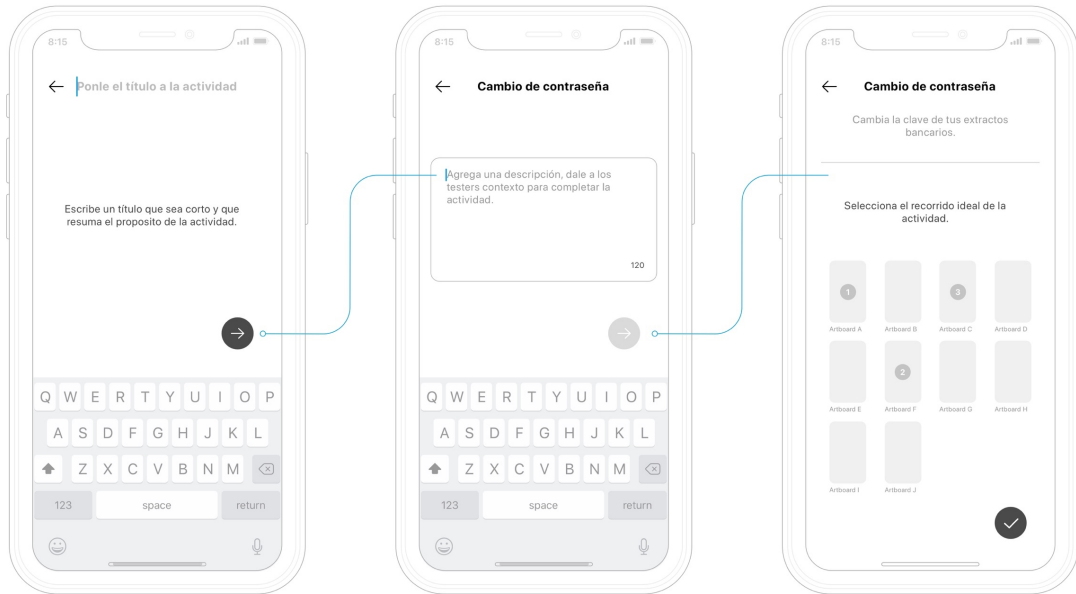 8:15
Ponle el título a la actividad
Escribe un título que sea corto y que
resuma el proposito de la actividad.
Q W E R T Y U I O P
A S D F G H J K L
Z X C V B N M
123 space return
8:15
Cambio de contraseña
Agrega una descripción, dale a los
testers contexto para completar la
actividad.
120
Q W E R T Y U I O P
A S D F G H J K L
Z X C V B N M
123 space return
8:15
Cambio de contraseña
Cambia la clave de tus extractos
bancarios.
Selecciona el recorrido ideal de la
actividad.
1 3
Artboard A Artboard B Artboard C Artboard D
2
Artboard E Artboard F Artboard G Artboard H
Artboard I Artboard J